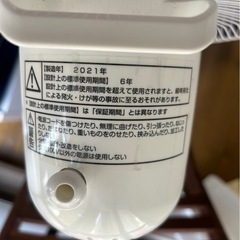 【製造年】 2021年
【設計上の標準使用期間】 6年
設計上の標準使用期間を超えて使用されますと、経年劣化
による発火・けが等の事故に至るおそれがあります。
【設計上の標準使用期間】は「保証期間」とは異なります
電源コードを傷つけたり、無理に曲げたり、引っ張ったり、
たり、重いものをのせたり、挟み込んだり、加工し
たりしない
改造をしない
以外の電源は使用しない